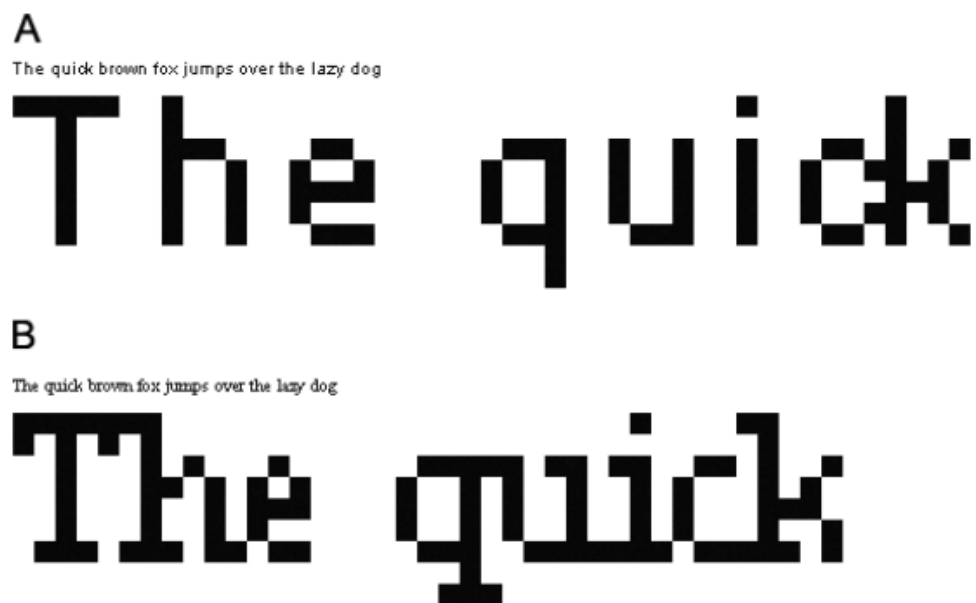 A
The quick brown fox jumps over the lazy dog
The quick
B
The quick brown fox jumps over the lazy dog
The quick